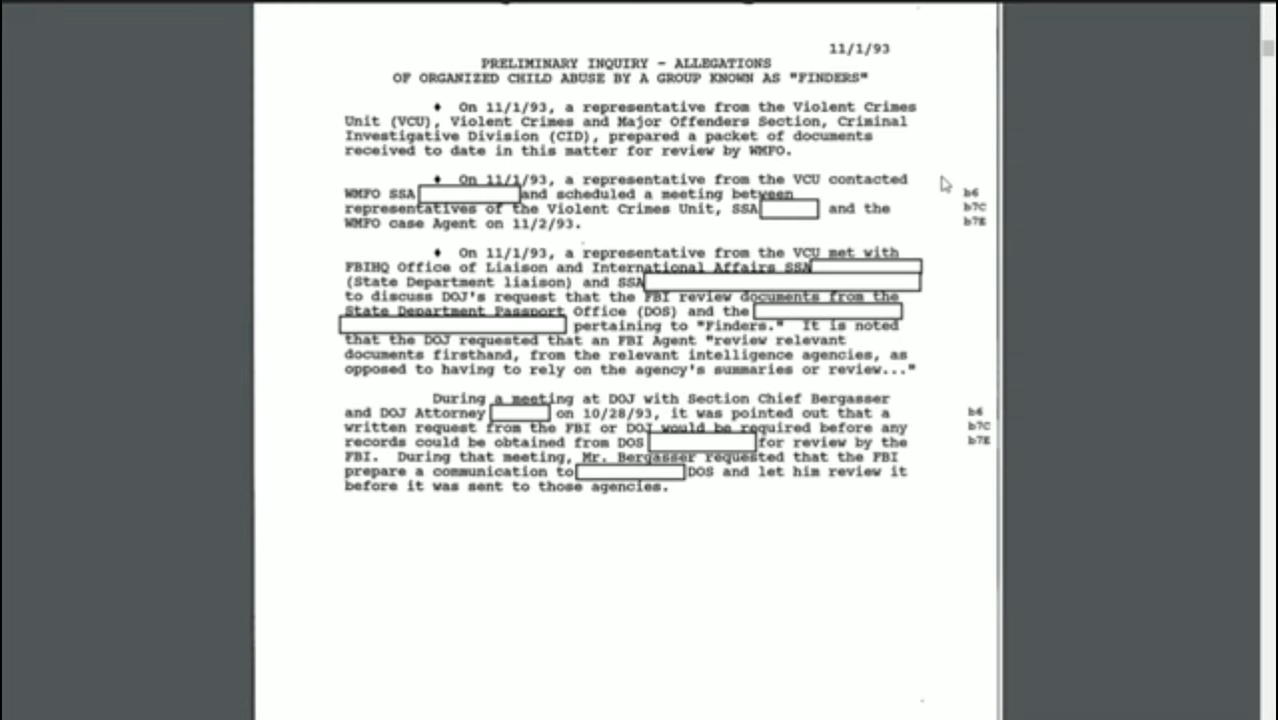 11/1/93
PRELIMINARY INQUIRY - ALLEGATIONS
OF ORGANIZED CHILD ABUSE BY A GROUP KNOWN AS "FINDERS"
♦ On 11/1/93, a representative from the Violent Crimes
Unit (VCU), Violent Crimes and Major Offenders Section, Criminal
Investigative Division (CID), prepared a packet of documents
received to date in this matter for review by WMFO.
♦ On 11/1/93, a representative from the VCU contacted
WMFO SSA and scheduled a meeting between
b6
representatives of the Violent Crimes Unit, SSA and the
b7C
WMFO case Agent on 11/2/93.
b7E
♦ On 11/1/93, a representative from the VCU met with
FBIHQ Office of Liaison and International Affairs SSA
(State Department liaison) and SSA
to discuss DOJ's request that the FBI review documents from the
State Department Passport Office (DOS) and the
pertaining to "Finders." It is noted
that the DOJ requested that an FBI Agent "review relevant
documents firsthand, from the relevant intelligence agencies, as
opposed to having to rely on the agency's summaries or review..."
During a meeting at DOJ with Section Chief Bergasser
and DOJ Attorney on 10/28/93, it was pointed out that a
b6
written request from the FBI or DOJ would be required before any
b7C
records could be obtained from DOS for review by the
b7E
FBI. During that meeting, Mr. Bergasser requested that the FBI
prepare a communication to DOS and let him review it
before it was sent to those agencies.